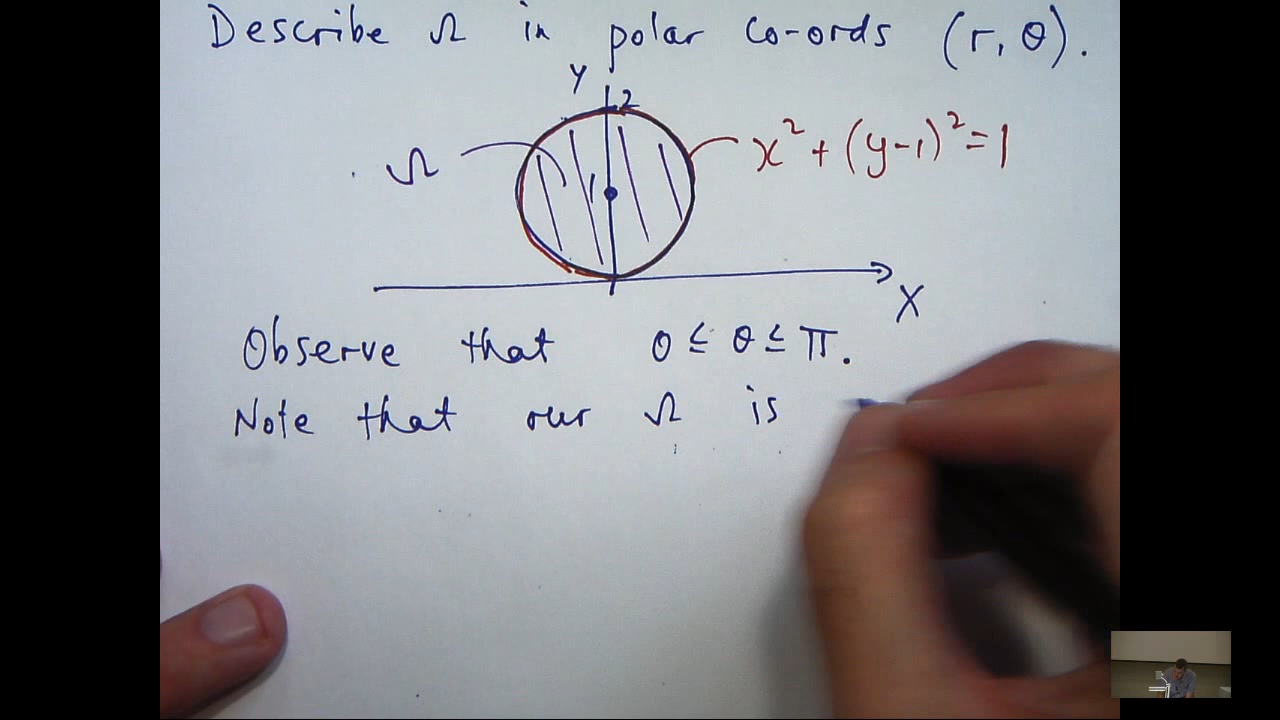 Describe Ω in polar co-ords (r, θ).
y
2
Ω
x² + (y-1)² = 1
1
X
Observe that 0 ≤ θ ≤ π.
Note that our Ω is